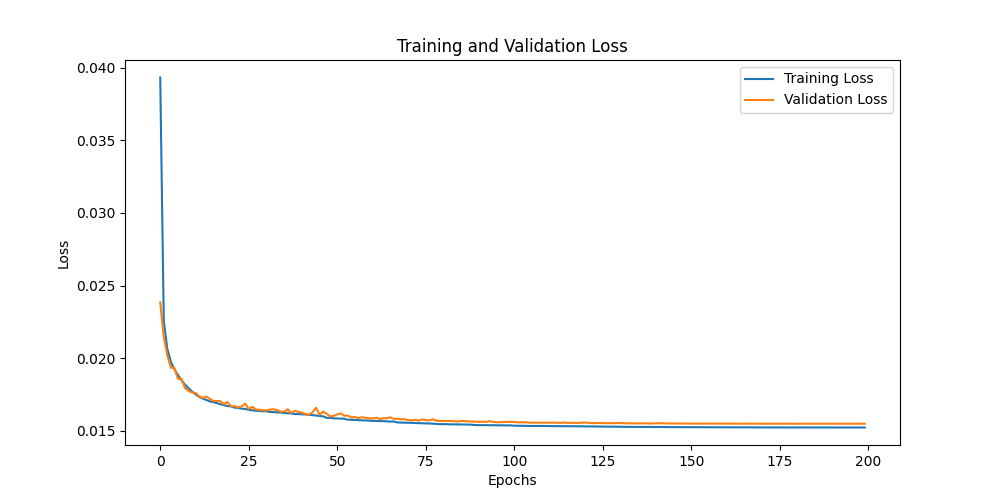 Training and Validation Loss
Training Loss
Validation Loss
0.040
0.035
0.030
0.025
0.020
0.015
Loss
0 25 50 75 100 125 150 175 200
Epochs